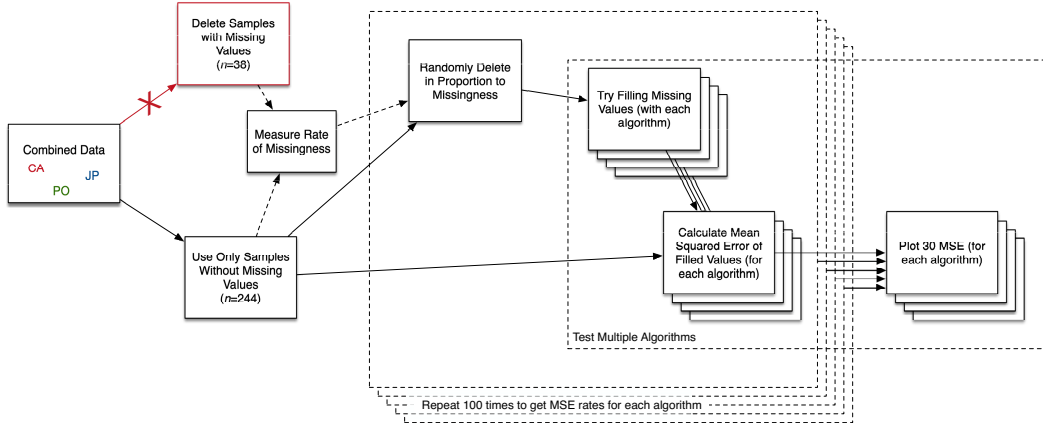 Delete Samples
with Missing
Values
(n=38)
Combined Data
CA
JP
PO
Measure Rate
of Missingness
Use Only Samples
Without Missing
Values
(n=244)
Randomly Delete
in Proportion to
Missingness
Try Filling Missing
Values (with each
algorithm)
Calculate Mean
Squared Error of
Filled Values (for
each algorithm)
Plot 30 MSE (for
each algorithm)
Test Multiple Algorithms
Repeat 100 times to get MSE rates for each algorithm